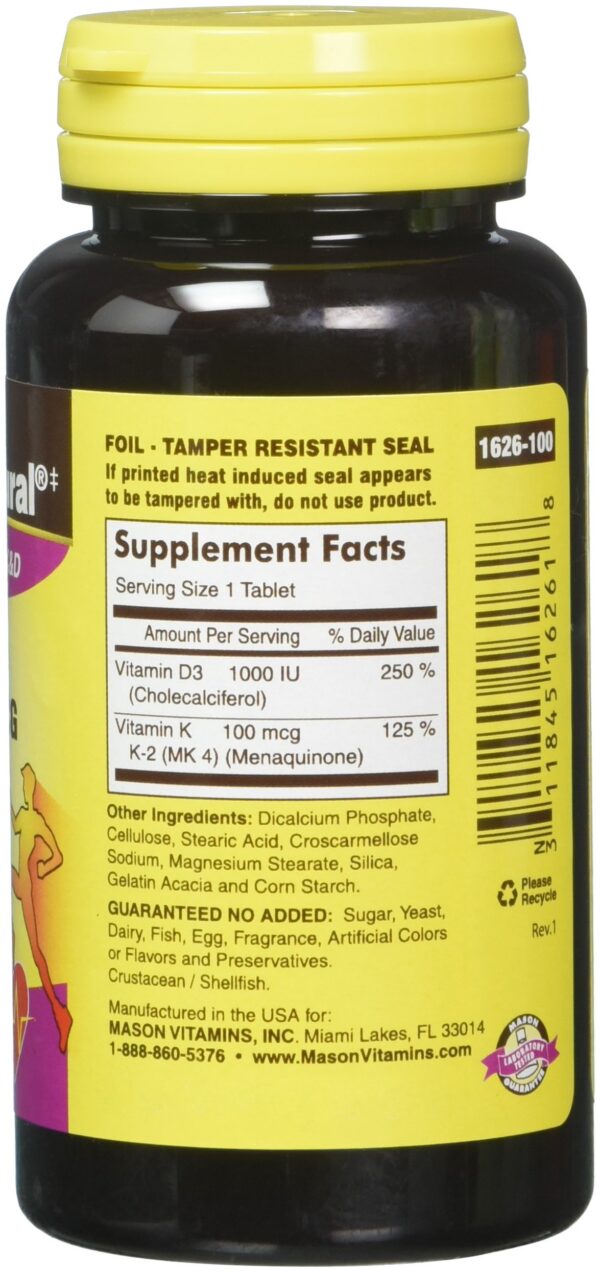 ral®‡
&D
G
FOIL - TAMPER RESISTANT SEAL
If printed heat induced seal appears
to be tampered with, do not use product.
Supplement Facts
Serving Size 1 Tablet
Amount Per Serving % Daily Value
Vitamin D3 1000 IU 250 %
(Cholecalciferol)
Vitamin K 100 mcg 125 %
K-2 (MK 4) (Menaquinone)
Other Ingredients: Dicalcium Phosphate,
Cellulose, Stearic Acid, Croscarmellose
Sodium, Magnesium Stearate, Silica,
Gelatin Acacia and Corn Starch.
GUARANTEED NO ADDED: Sugar, Yeast,
Dairy, Fish, Egg, Fragrance, Artificial Colors
or Flavors and Preservatives.
Crustacean / Shellfish.
Manufactured in the USA for:
MASON VITAMINS, INC. Miami Lakes, FL 33014
1-888-860-5376 • www.MasonVitamins.com
1626-100
N
3 11845 16261 8
Please
Recycle
Rev.1
MASON
LABORATORY
TESTED
GUARANTEE